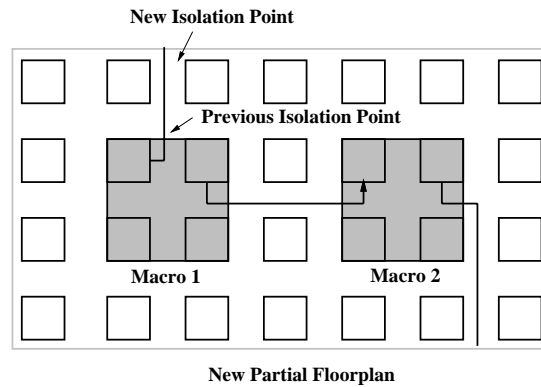 New Isolation Point
Previous Isolation Point
Macro 1
Macro 2
New Partial Floorplan